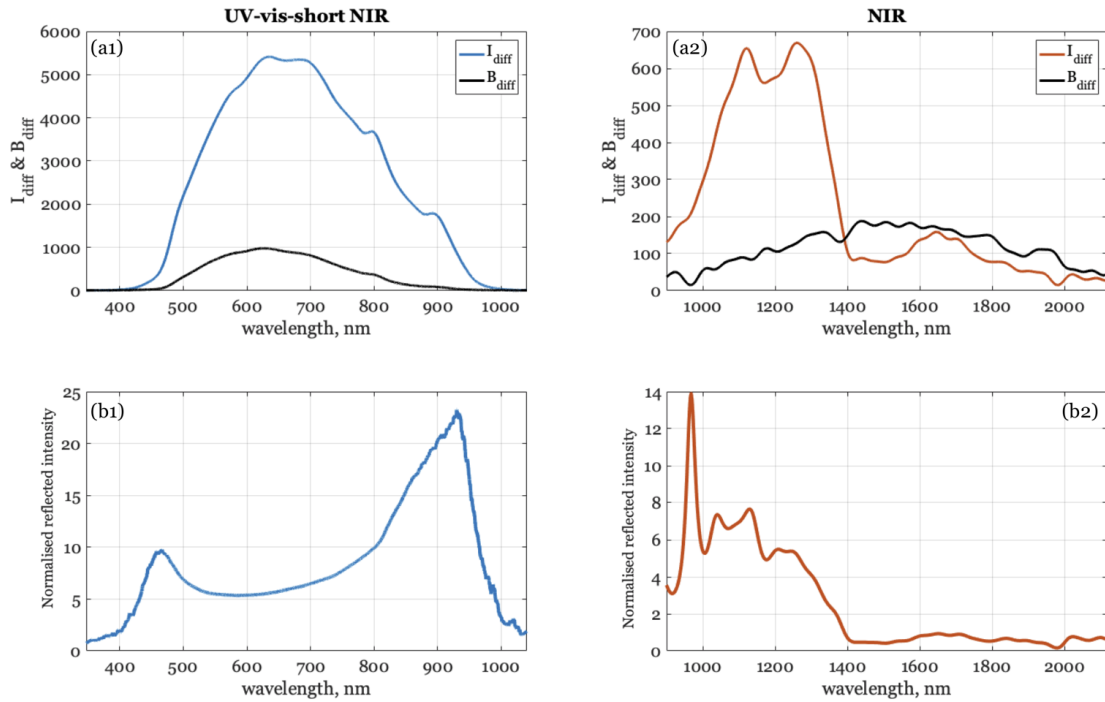 UV-vis-short NIR
NIR
(a1)
I_diff
B_diff
I_diff & B_diff
6000
5000
4000
3000
2000
1000
0
400 500 600 700 800 900 1000
wavelength, nm
(a2)
I_diff
B_diff
I_diff & B_diff
700
600
500
400
300
200
100
0
1000 1200 1400 1600 1800 2000
wavelength, nm
(b1)
Normalised reflected intensity
25
20
15
10
5
0
400 500 600 700 800 900 1000
wavelength, nm
(b2)
Normalised reflected intensity
14
12
10
8
6
4
2
0
1000 1200 1400 1600 1800 2000
wavelength, nm